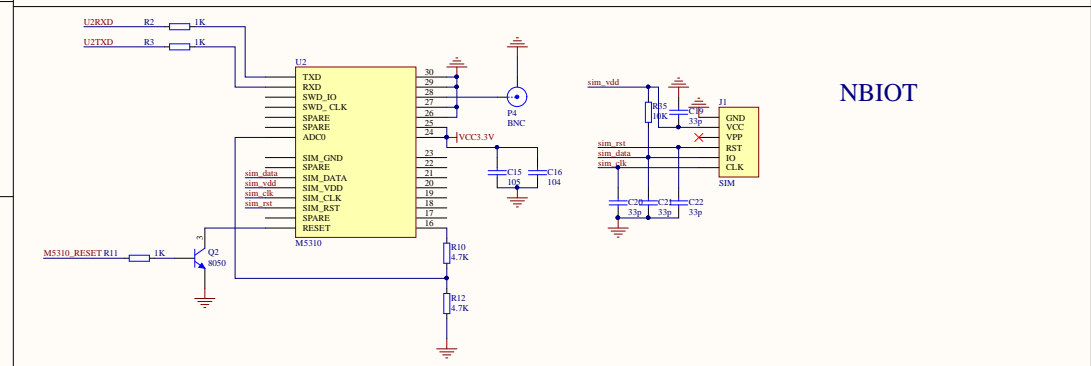 U2RXD R2 1K
U2TXD R3 1K
U2
TXD 30
RXD 29
SWD_IO 28
SWD_CLK 27
SPARE 26
SPARE 25
ADC0 24
VCC3.3V
SIM_GND 23
SPARE 22
sim_data SIM_DATA 21
sim_vdd SIM_VDD 20
sim_clk SIM_CLK 19
sim_rst SIM_RST 18
SPARE 17
RESET 16
M5310
P4
BNC
C15
105
C16
104
M5310_RESET R11 1K
3
Q2
8050
R10
4.7K
R12
4.7K
sim_vdd
R35
10K
C19
33p
J1
GND
VCC
VPP
sim_rst RST
sim_data IO
sim_clk CLK
SIM
C20
33p
C21
33p
C22
33p
NBIOT